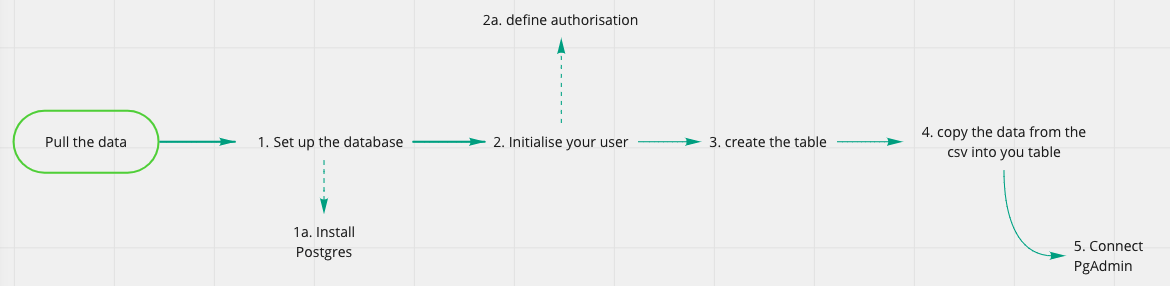 2a. define authorisation
Pull the data
1. Set up the database
2. Initialise your user
3. create the table
4. copy the data from the
csv into you table
1a. Install
Postgres
5. Connect
PgAdmin